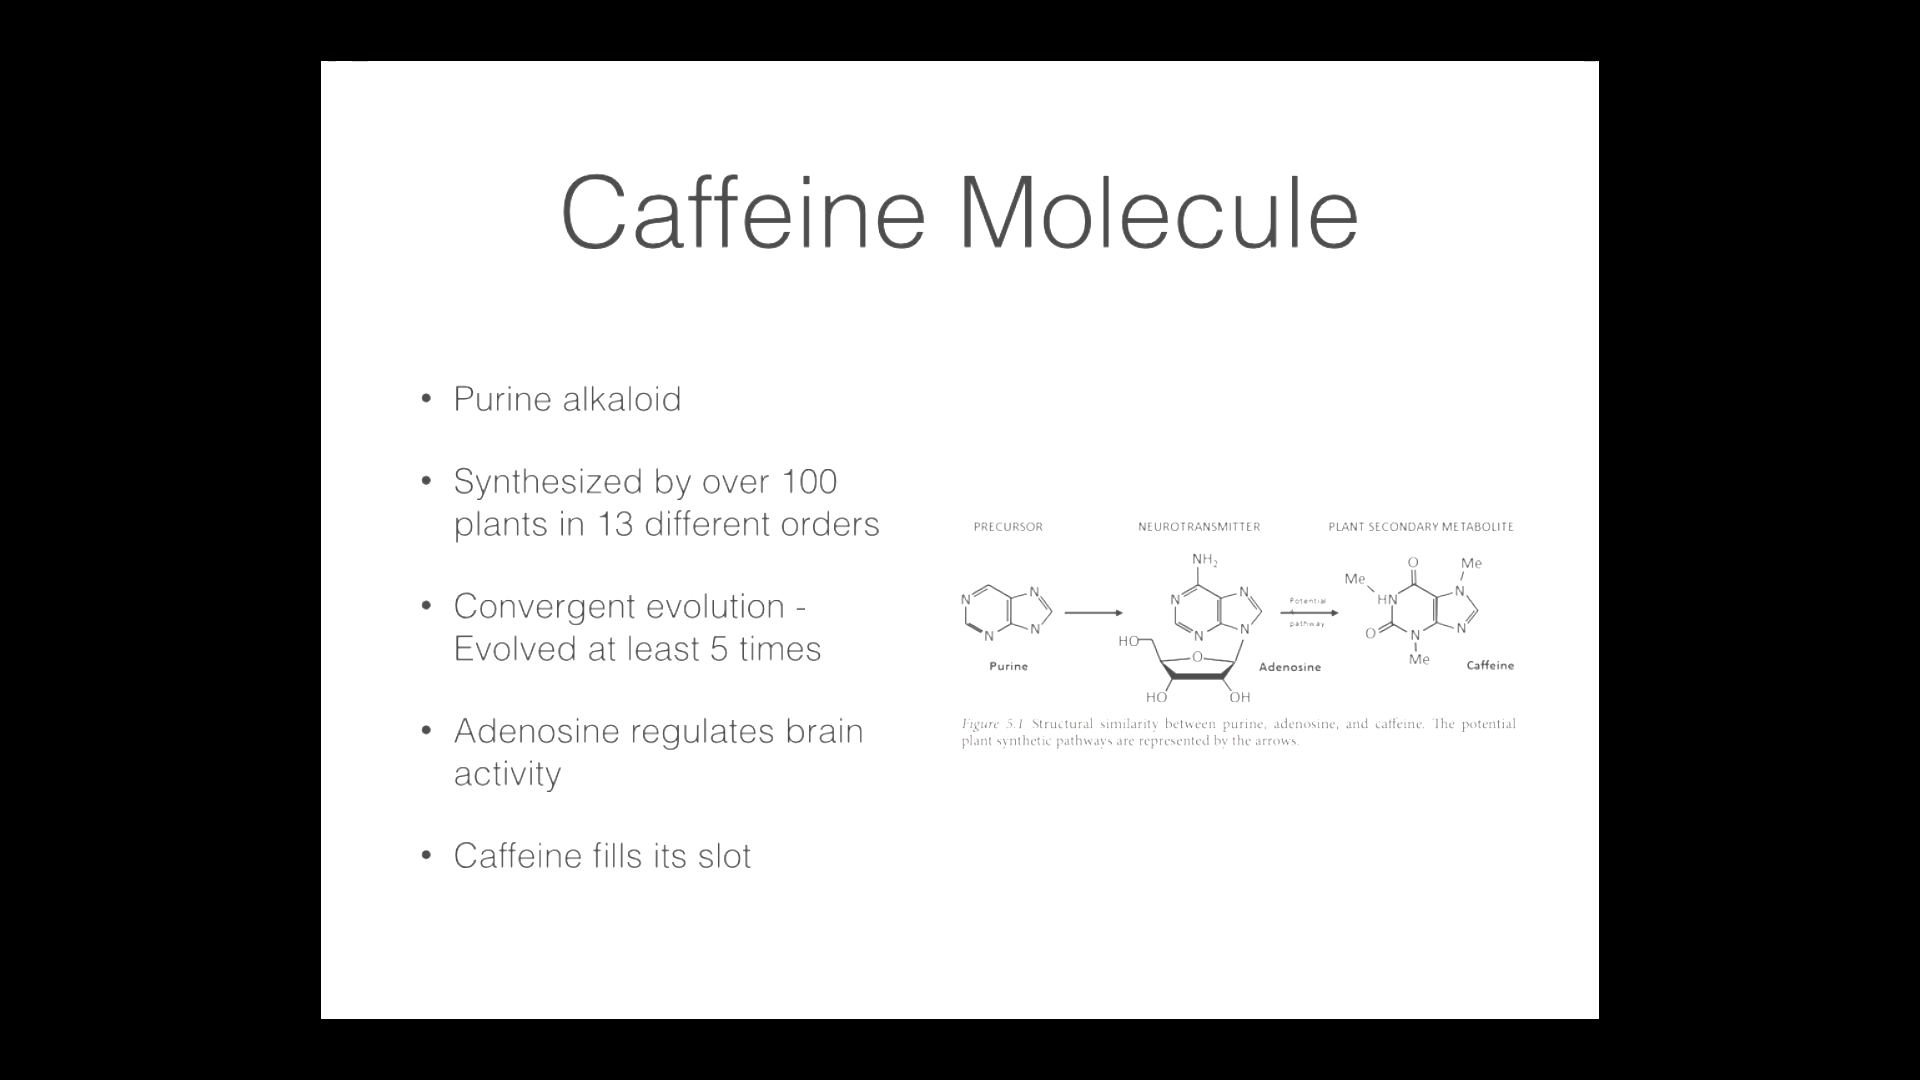 Caffeine Molecule
• Purine alkaloid
• Synthesized by over 100
plants in 13 different orders
• Convergent evolution -
Evolved at least 5 times
• Adenosine regulates brain
activity
• Caffeine fills its slot
PRECURSOR
N
N
N
N
Purine
NEUROTRANSMITTER
NH2
N
N
N
N
HO
O
HO
OH
Adenosine
Potential
pathway
PLANT SECONDARY METABOLITE
O
Me
Me
HN
N
O
N
N
Me
Caffeine
Figure 5.1 Structural similarity between purine, adenosine, and caffeine. The potential
plant synthetic pathways are represented by the arrows.